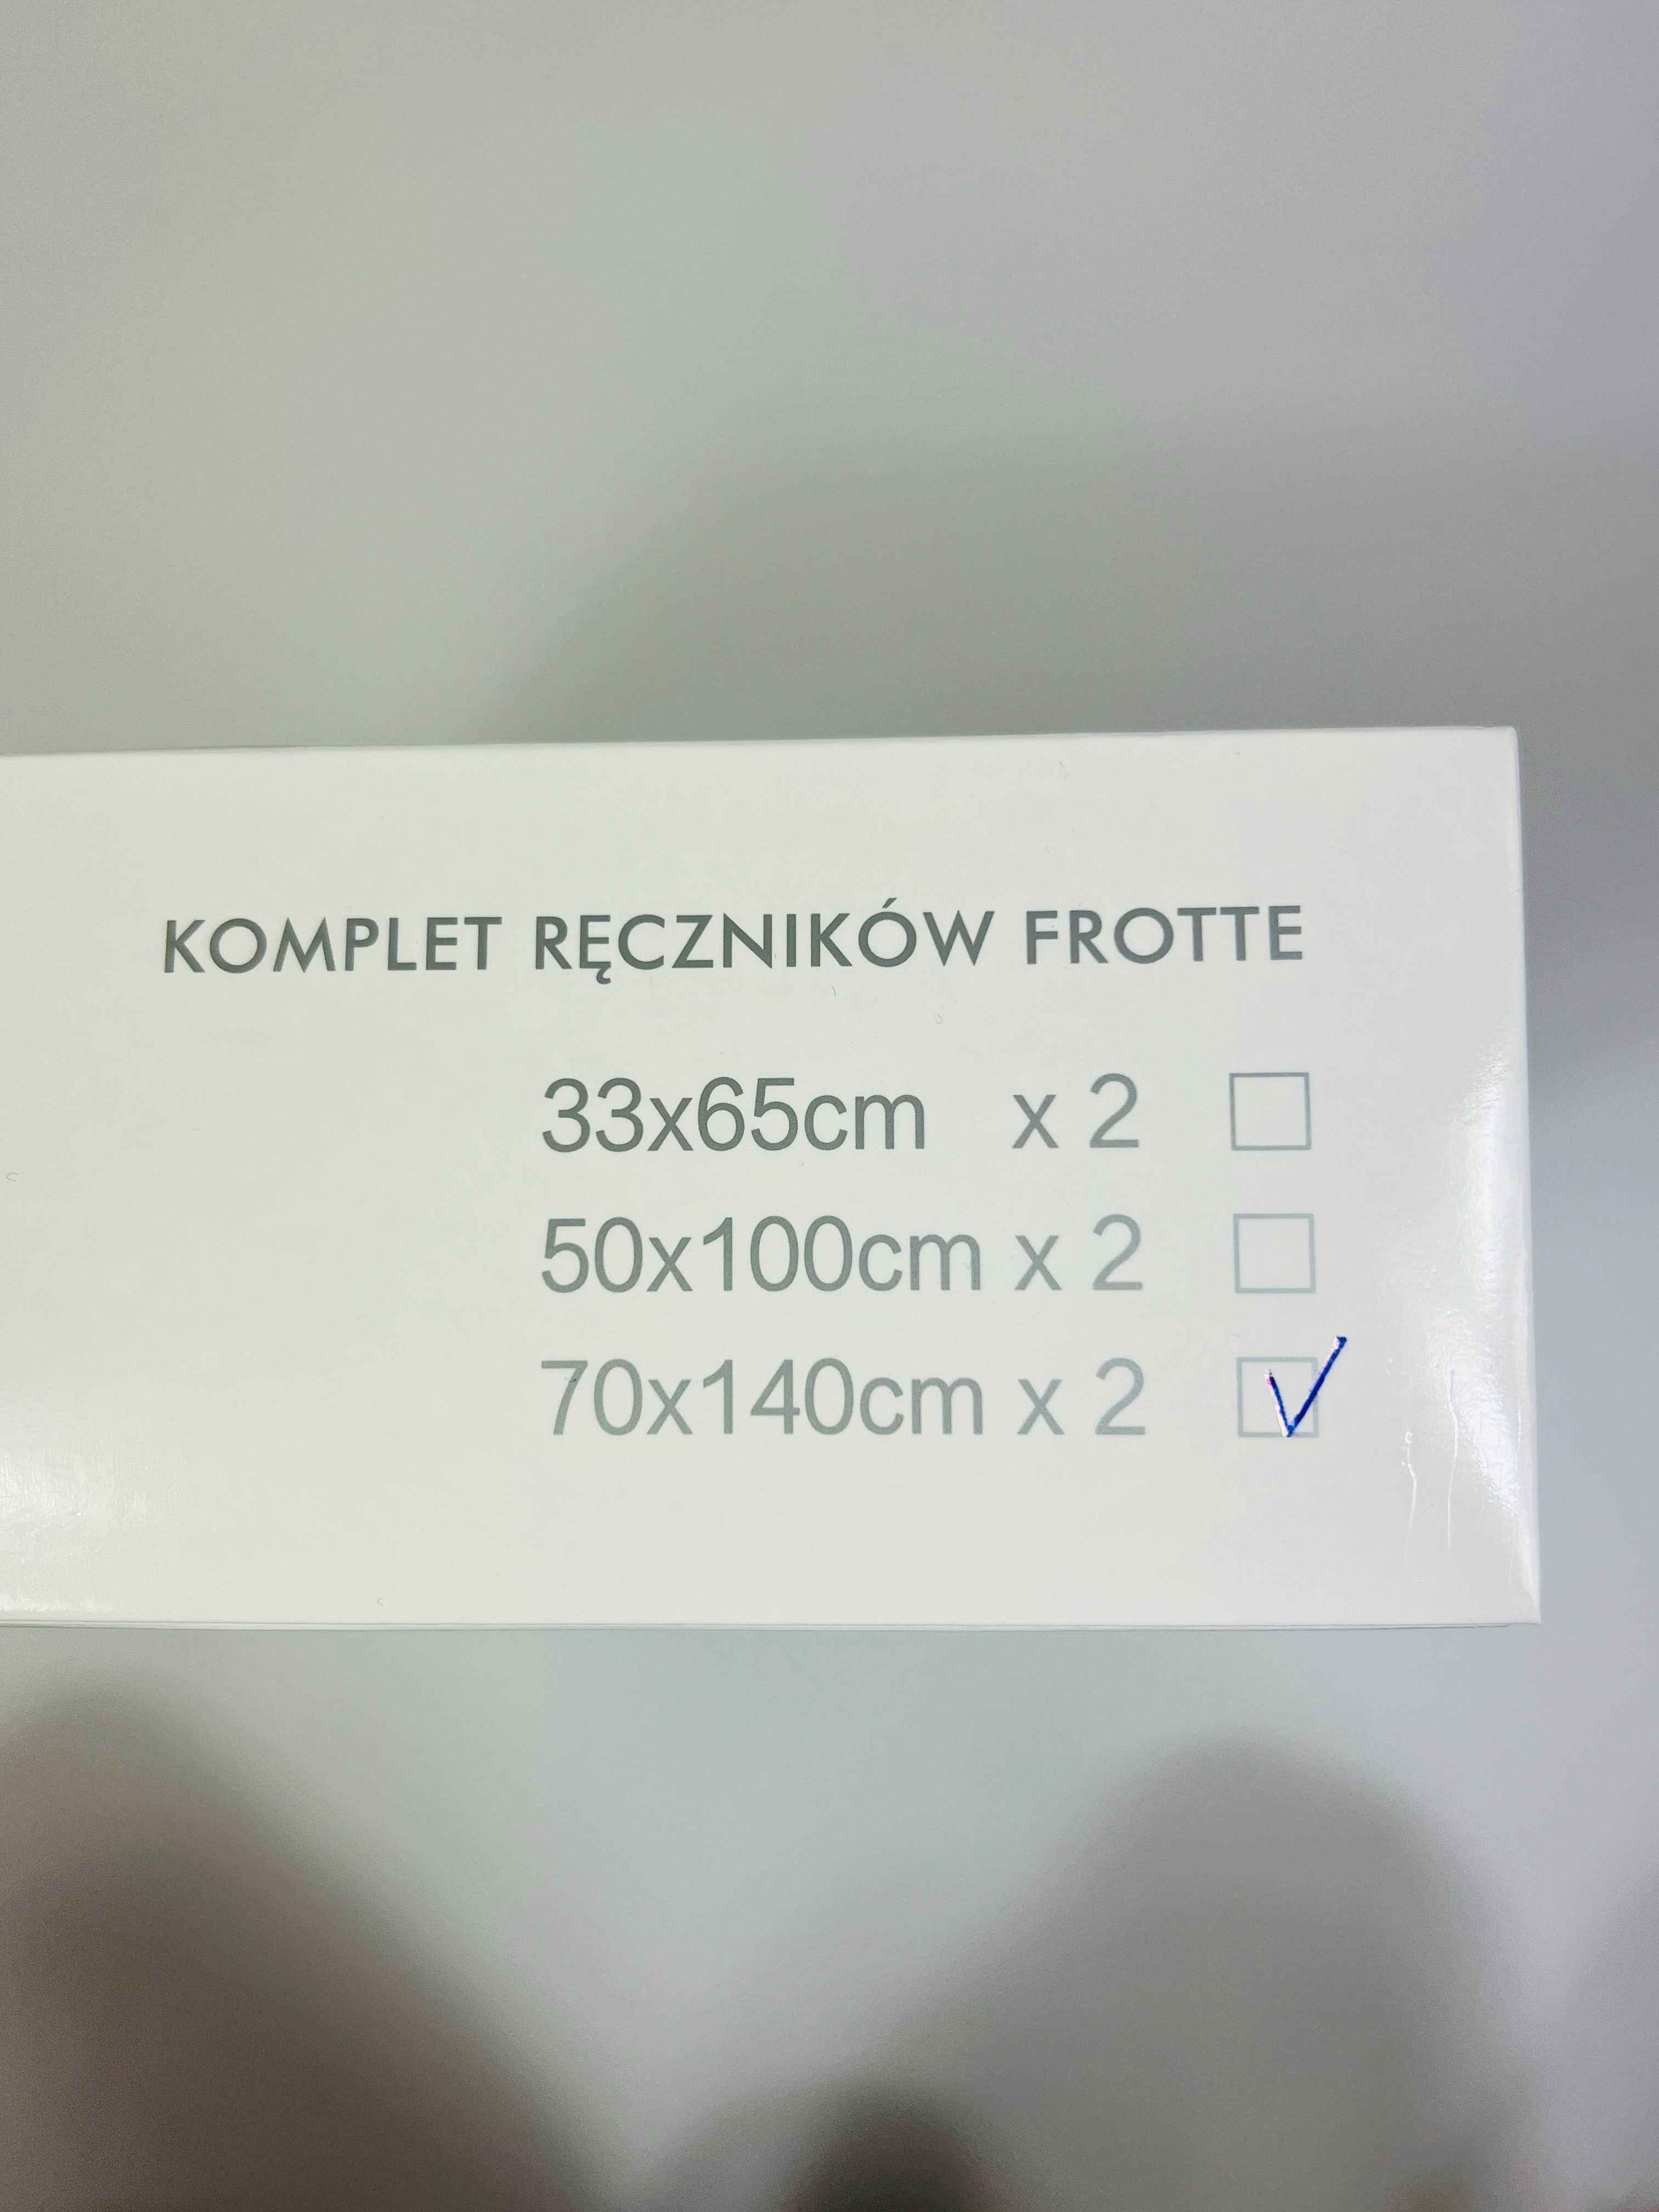 KOMPLET RĘCZNIKÓW FROTTE
33x65cm x 2 ☐
50x100cm x 2 ☐
70x140cm x 2 ☑